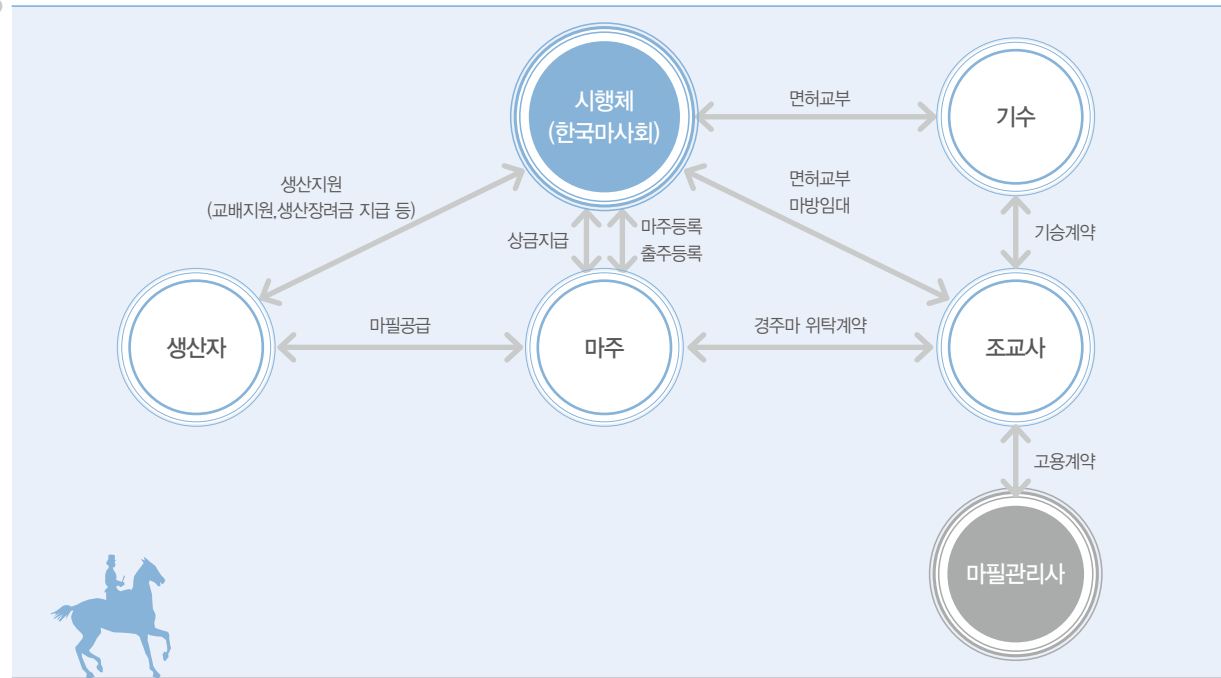 시행체
(한국마사회)
면허교부
기수
생산지원
(교배지원,생산장려금 지급 등)
면허교부
마방임대
상금지급
마주등록
출주등록
기승계약
생산자
마필공급
마주
경주마 위탁계약
조교사
고용계약
마필관리사